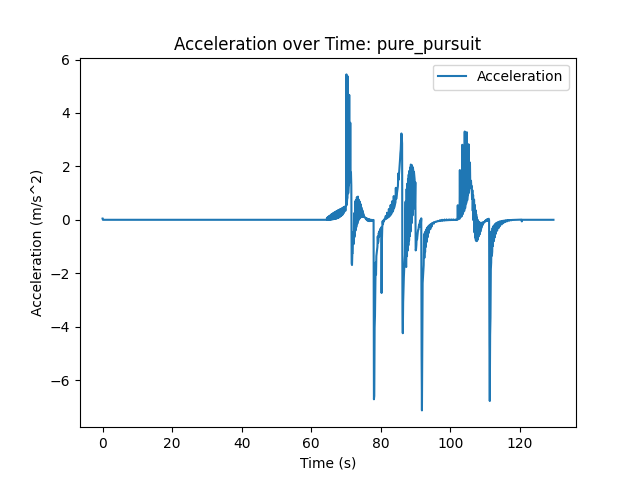 Acceleration over Time: pure_pursuit
Acceleration
Acceleration (m/s^2)
6
4
2
0
−2
−4
−6
0 20 40 60 80 100 120
Time (s)